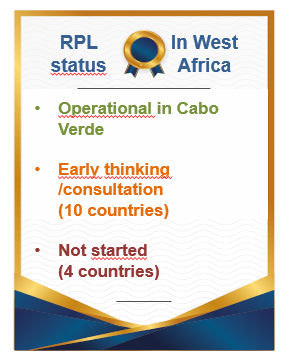 RPL status
In West Africa
• Operational in Cabo
Verde
• Early thinking
/consultation
(10 countries)
• Not started
(4 countries)